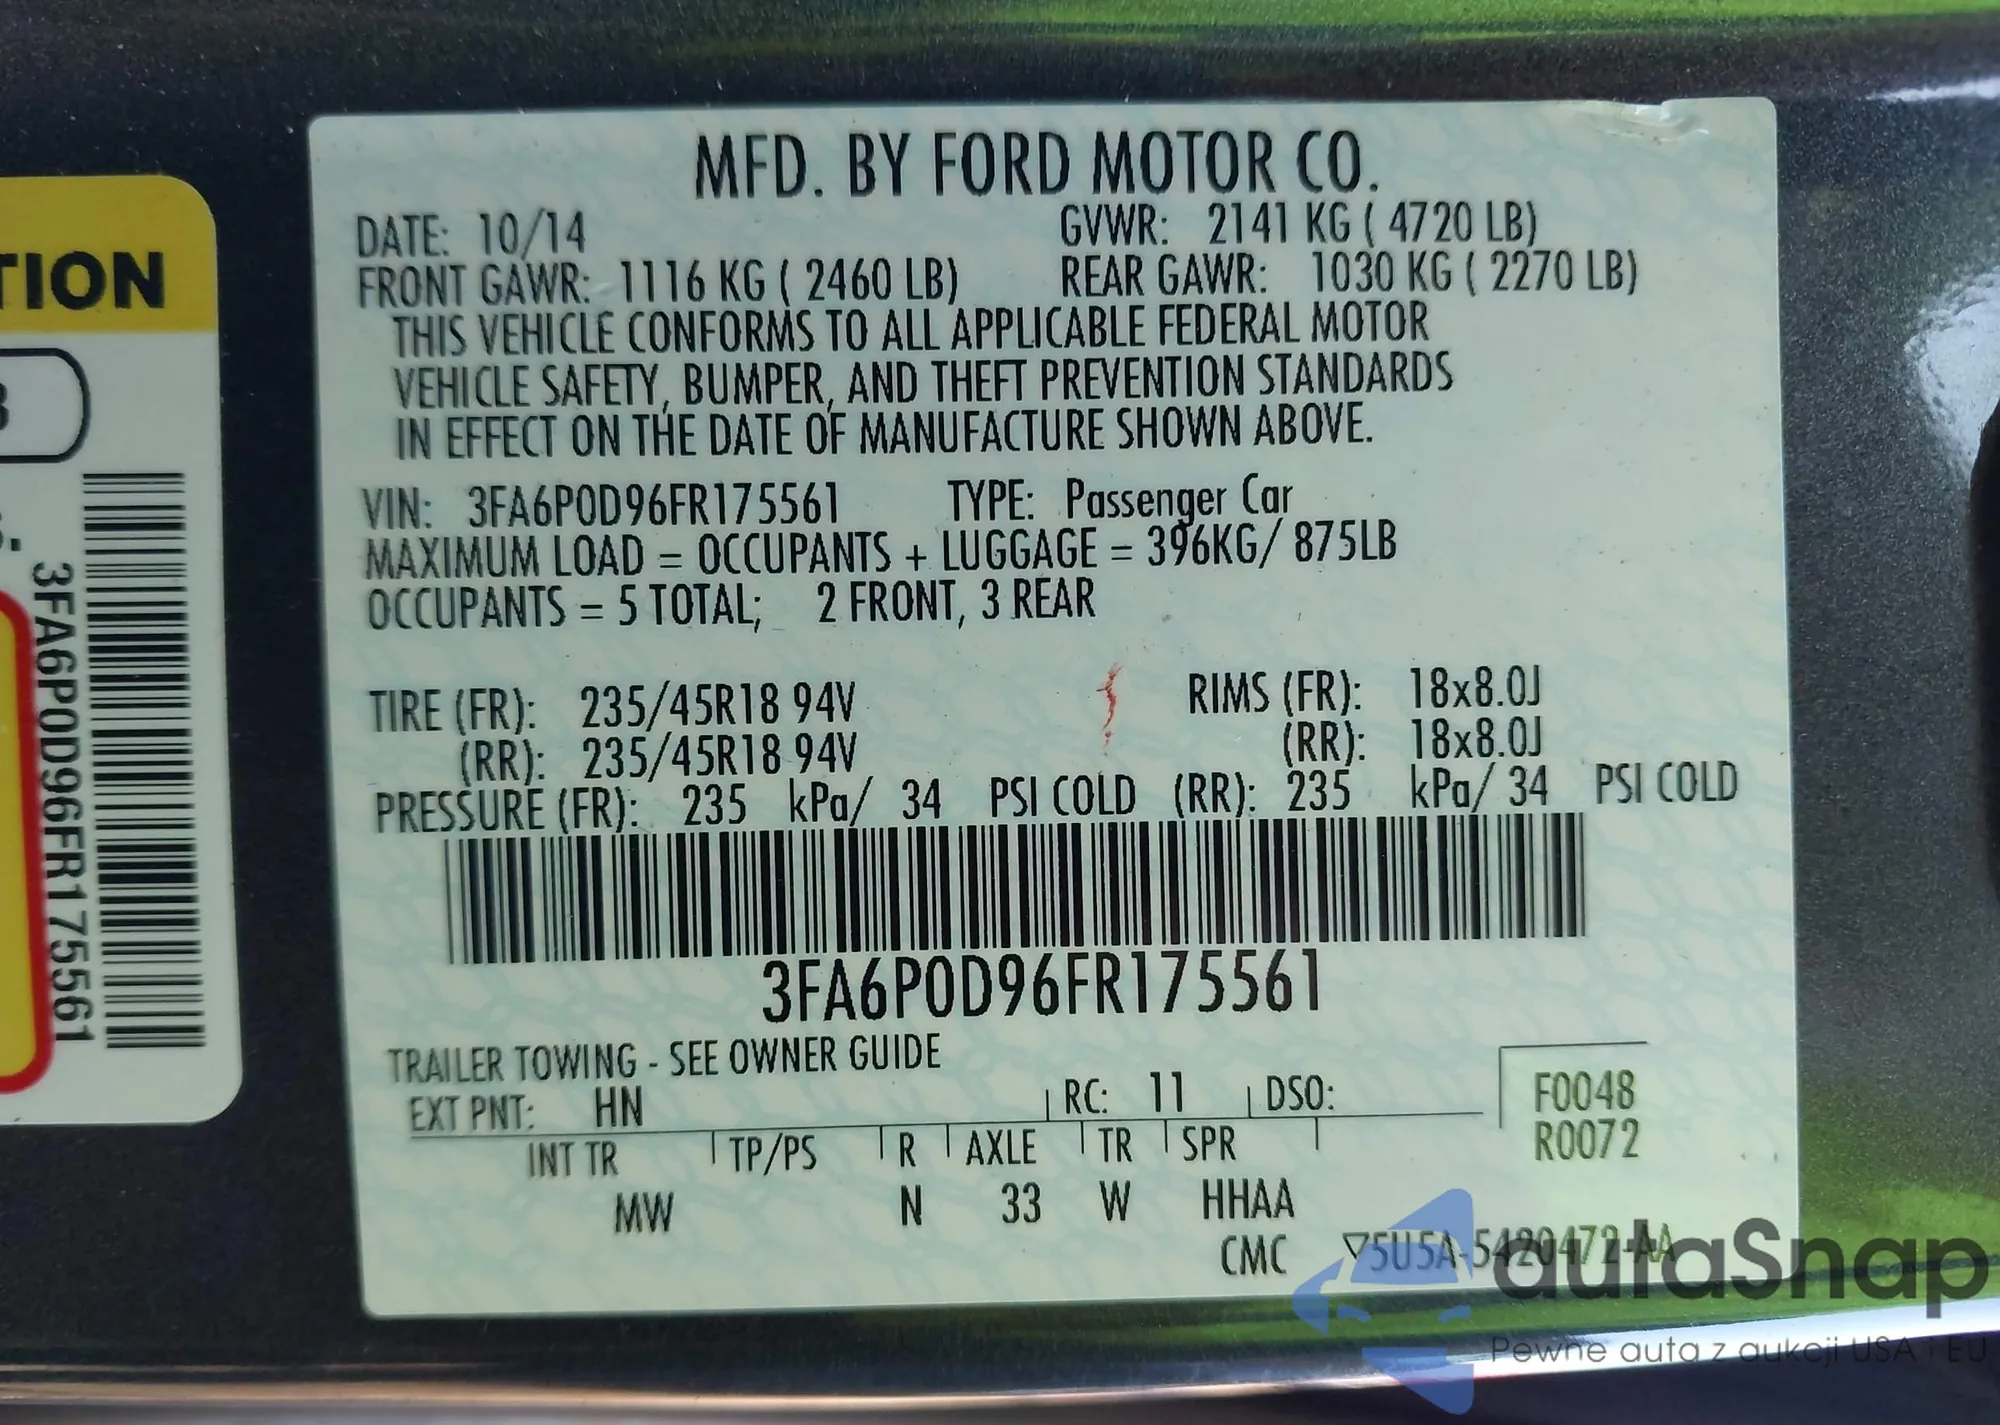 TION
3FA6P0D96FR175561
MFD. BY FORD MOTOR CO.
DATE: 10/14 GVWR: 2141 KG ( 4720 LB)
FRONT GAWR: 1116 KG ( 2460 LB) REAR GAWR: 1030 KG ( 2270 LB)
THIS VEHICLE CONFORMS TO ALL APPLICABLE FEDERAL MOTOR
VEHICLE SAFETY, BUMPER, AND THEFT PREVENTION STANDARDS
IN EFFECT ON THE DATE OF MANUFACTURE SHOWN ABOVE.
VIN: 3FA6P0D96FR175561 TYPE: Passenger Car
MAXIMUM LOAD = OCCUPANTS + LUGGAGE = 396KG/ 875LB
OCCUPANTS = 5 TOTAL; 2 FRONT, 3 REAR
TIRE (FR): 235/45R18 94V RIMS (FR): 18x8.0J
(RR): 235/45R18 94V (RR): 18x8.0J
PRESSURE (FR): 235 kPa/ 34 PSI COLD (RR): 235 kPa/ 34 PSI COLD
3FA6P0D96FR175561
TRAILER TOWING - SEE OWNER GUIDE
EXT PNT: HN RC: 11 DSO: F0048
INT TR TP/PS R AXLE TR SPR R0072
MW N 33 W HHAA
CMC ▽5U5A-5420472-AA
autaSnap
Pewne auta z aukcji USA i EU